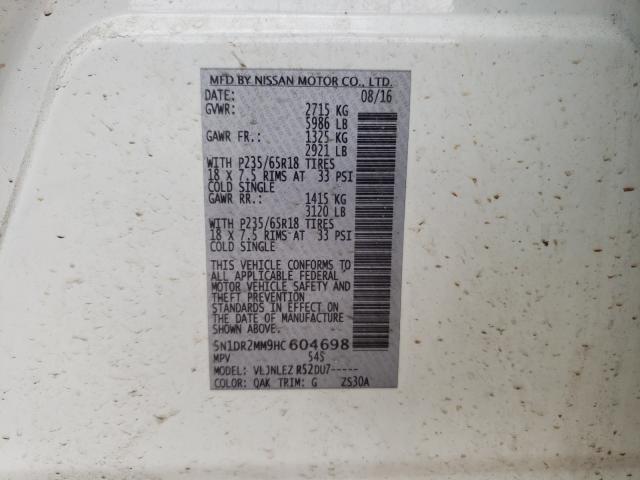 MFD BY NISSAN MOTOR CO., LTD.
DATE: 08/16
GVWR: 2715 KG
5986 LB
GAWR FR.: 1325 KG
2921 LB
WITH P235/65R18 TIRES
18 X 7.5 RIMS AT 33 PSI
COLD SINGLE
GAWR RR.: 1415 KG
3120 LB
WITH P235/65R18 TIRES
18 X 7.5 RIMS AT 33 PSI
COLD SINGLE
THIS VEHICLE CONFORMS TO
ALL APPLICABLE FEDERAL
MOTOR VEHICLE SAFETY AND
THEFT PREVENTION
STANDARDS IN EFFECT ON
THE DATE OF MANUFACTURE
SHOWN ABOVE.
5N1DR2MM9HC604698
MPV 54S
MODEL: VLJNLEZ R52DU7-----
COLOR: QAK TRIM: G ZS30A